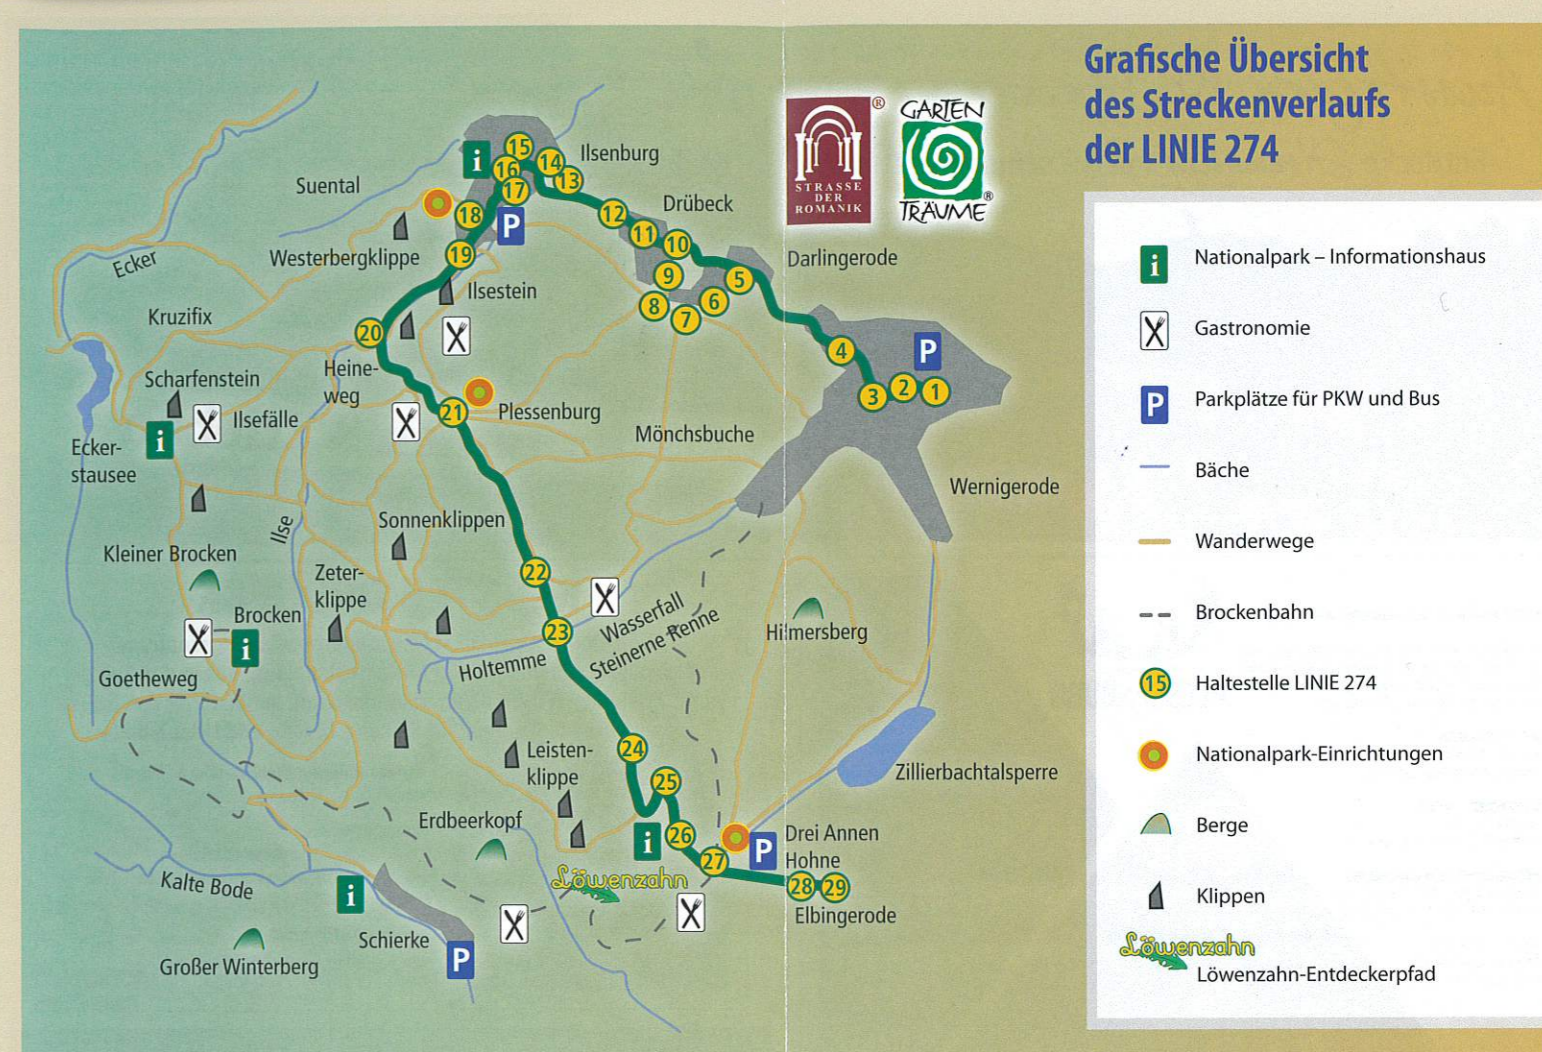 Grafische Übersicht
des Streckenverlaufs
der LINIE 274
STRASSE
DER
ROMANIK
®
GARTEN
TRÄUME
®
i
15
14
Ilsenburg
16
13
17
Suental
18
P
12
Drübeck
11
10
19
Westerbergklippe
Ecker
9
5
Darlingerode
Ilsestein
8
6
7
Kruzifix
20
4
P
Heine-
weg
Scharfenstein
3
2
1
21
Plessenburg
Ilsefälle
i
Mönchsbuche
Ecker-
stausee
Wernigerode
Ilse
Sonnenklippen
Kleiner Brocken
Zeter-
klippe
22
Brocken
i
23
Wasserfall
Steinerne Renne
Hilmersberg
Holtemme
Goetheweg
24
Leisten-
klippe
25
Zillierbachtalsperre
Erdbeerkopf
i
26
27
P
Drei Annen
Hohne
Löwenzahn
28
29
Elbingerode
Kalte Bode
i
Schierke
P
Großer Winterberg
i
Nationalpark – Informationshaus
Gastronomie
P
Parkplätze für PKW und Bus
Bäche
Wanderwege
Brockenbahn
15
Haltestelle LINIE 274
Nationalpark-Einrichtungen
Berge
Klippen
Löwenzahn
Löwenzahn-Entdeckerpfad